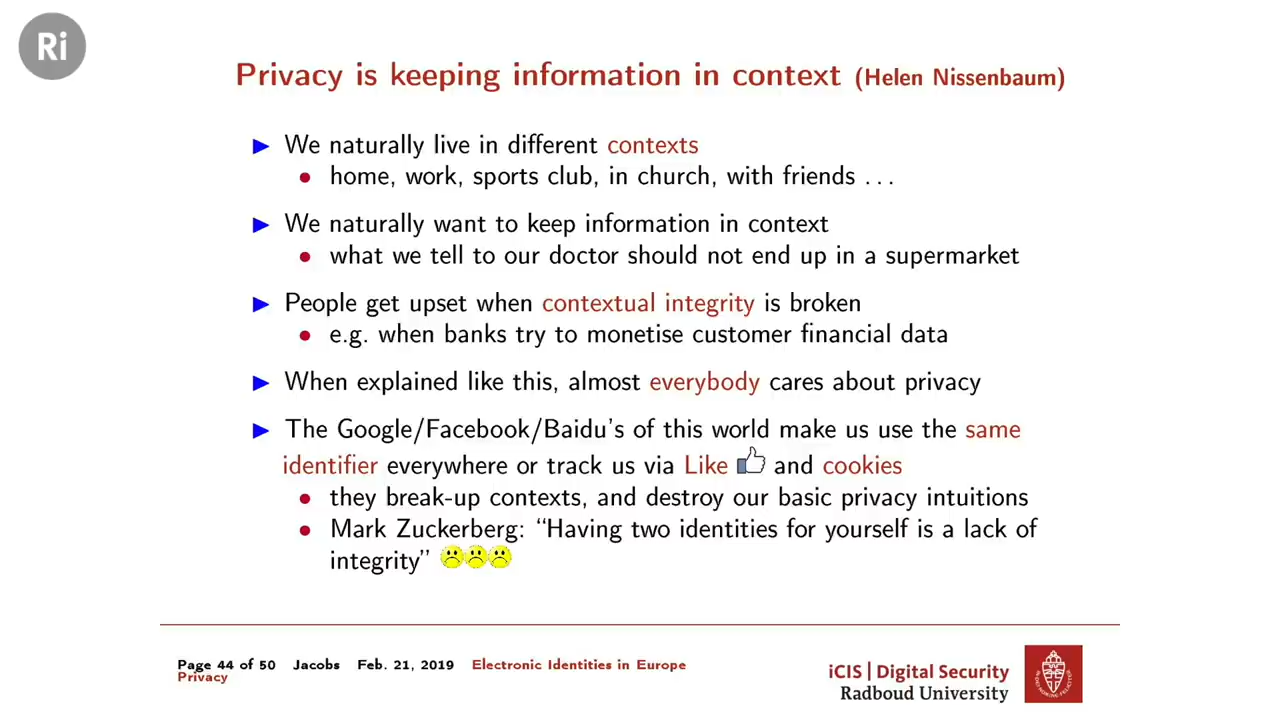 Ri
Privacy is keeping information in context (Helen Nissenbaum)
We naturally live in different contexts
home, work, sports club, in church, with friends . . .
We naturally want to keep information in context
what we tell to our doctor should not end up in a supermarket
People get upset when contextual integrity is broken
e.g. when banks try to monetise customer financial data
When explained like this, almost everybody cares about privacy
The Google/Facebook/Baidu's of this world make us use the same
identifier everywhere or track us via Like and cookies
they break-up contexts, and destroy our basic privacy intuitions
Mark Zuckerberg: “Having two identities for yourself is a lack of
integrity”
Page 44 of 50 Jacobs Feb. 21, 2019 Electronic Identities in Europe
Privacy
iCIS | Digital Security
Radboud University